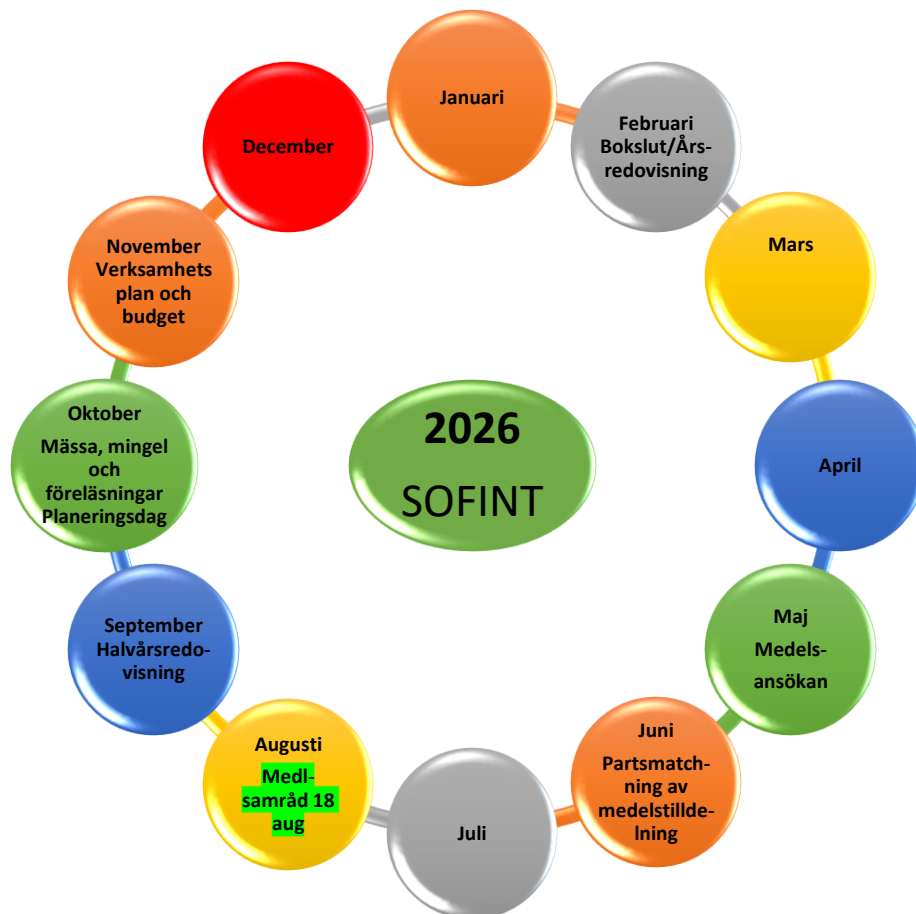 Januari
Februari
Bokslut/Års-
redovisning
Mars
April
Maj
Medels-
ansökan
Juni
Partsmatch-
ning av
medelstillde-
lning
Juli
Augusti
Medl-
samråd 18
aug
September
Halvårsredo-
visning
Oktober
Mässa, mingel
och
föreläsningar
Planeringsdag
November
Verksamhets
plan och
budget
December
2026
SOFINT